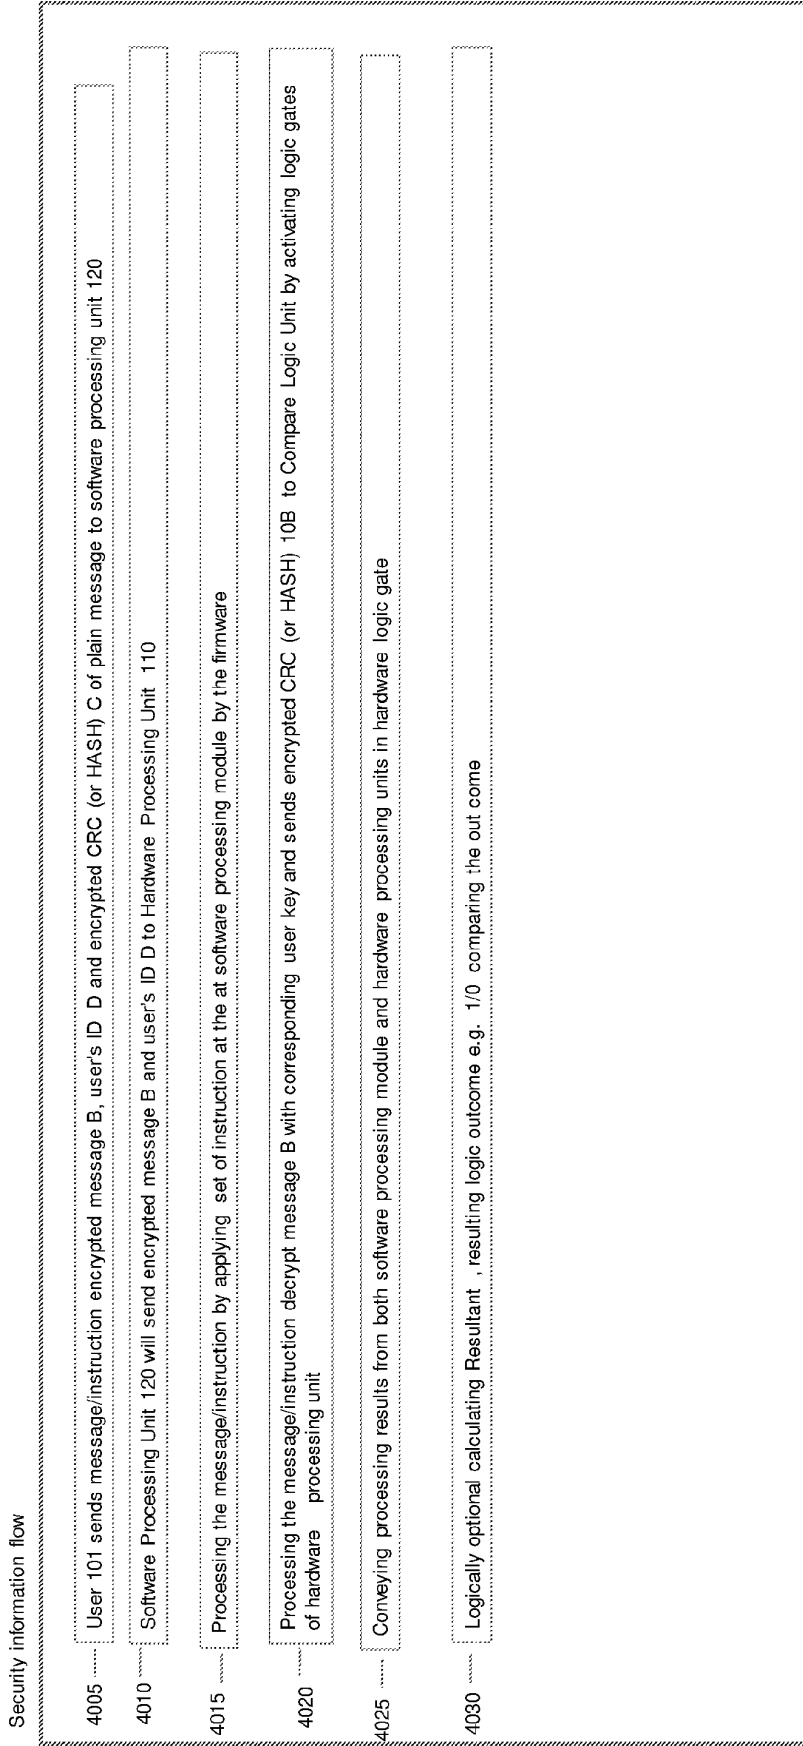 Security information flow
4005 User 101 sends message/instruction encrypted message B, user's ID D and encrypted CRC (or HASH) C of plain message to software processing unit 120
4010 Software Processing Unit 120 will send encrypted message B and user's ID D to Hardware Processing Unit 110
4015 Processing the message/instruction by applying set of instruction at the at software processing module by the firmware
4020 Processing the message/instruction decrypt message B with corresponding user key and sends encrypted CRC (or HASH) 10B to Compare Logic Unit by activating logic gates
of hardware processing unit
4025 Conveying processing results from both software processing module and hardware processing units in hardware logic gate
4030 Logically optional calculating Resultant , resulting logic outcome e.g. 1/0 comparing the out come